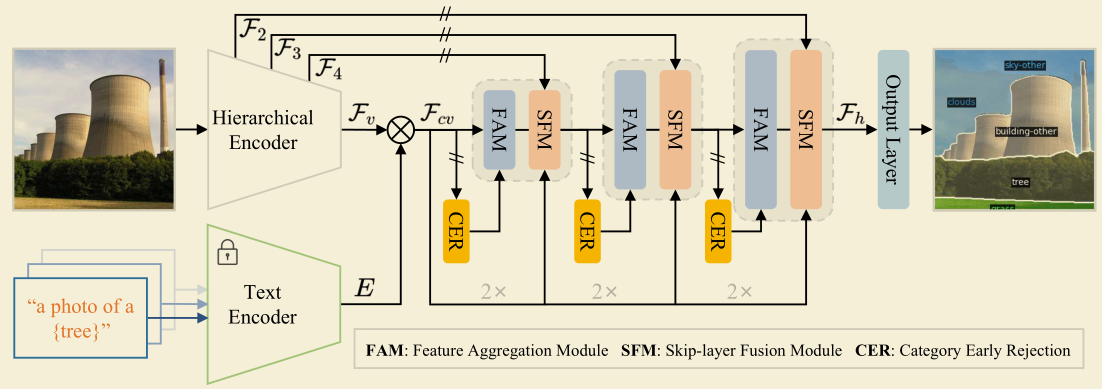 𝓕₂
𝓕₃
𝓕₄
Hierarchical
Encoder
𝓕ᵥ
⊗
𝓕_cv
//
//
//
//
//
//
FAM
SFM
FAM
SFM
FAM
SFM
CER
CER
CER
𝓕_h
Output Layer
sky-other
clouds
building-other
tree
grass
"a photo of a
{tree}"
Text
Encoder
E
2×
2×
2×
FAM: Feature Aggregation Module SFM: Skip-layer Fusion Module CER: Category Early Rejection